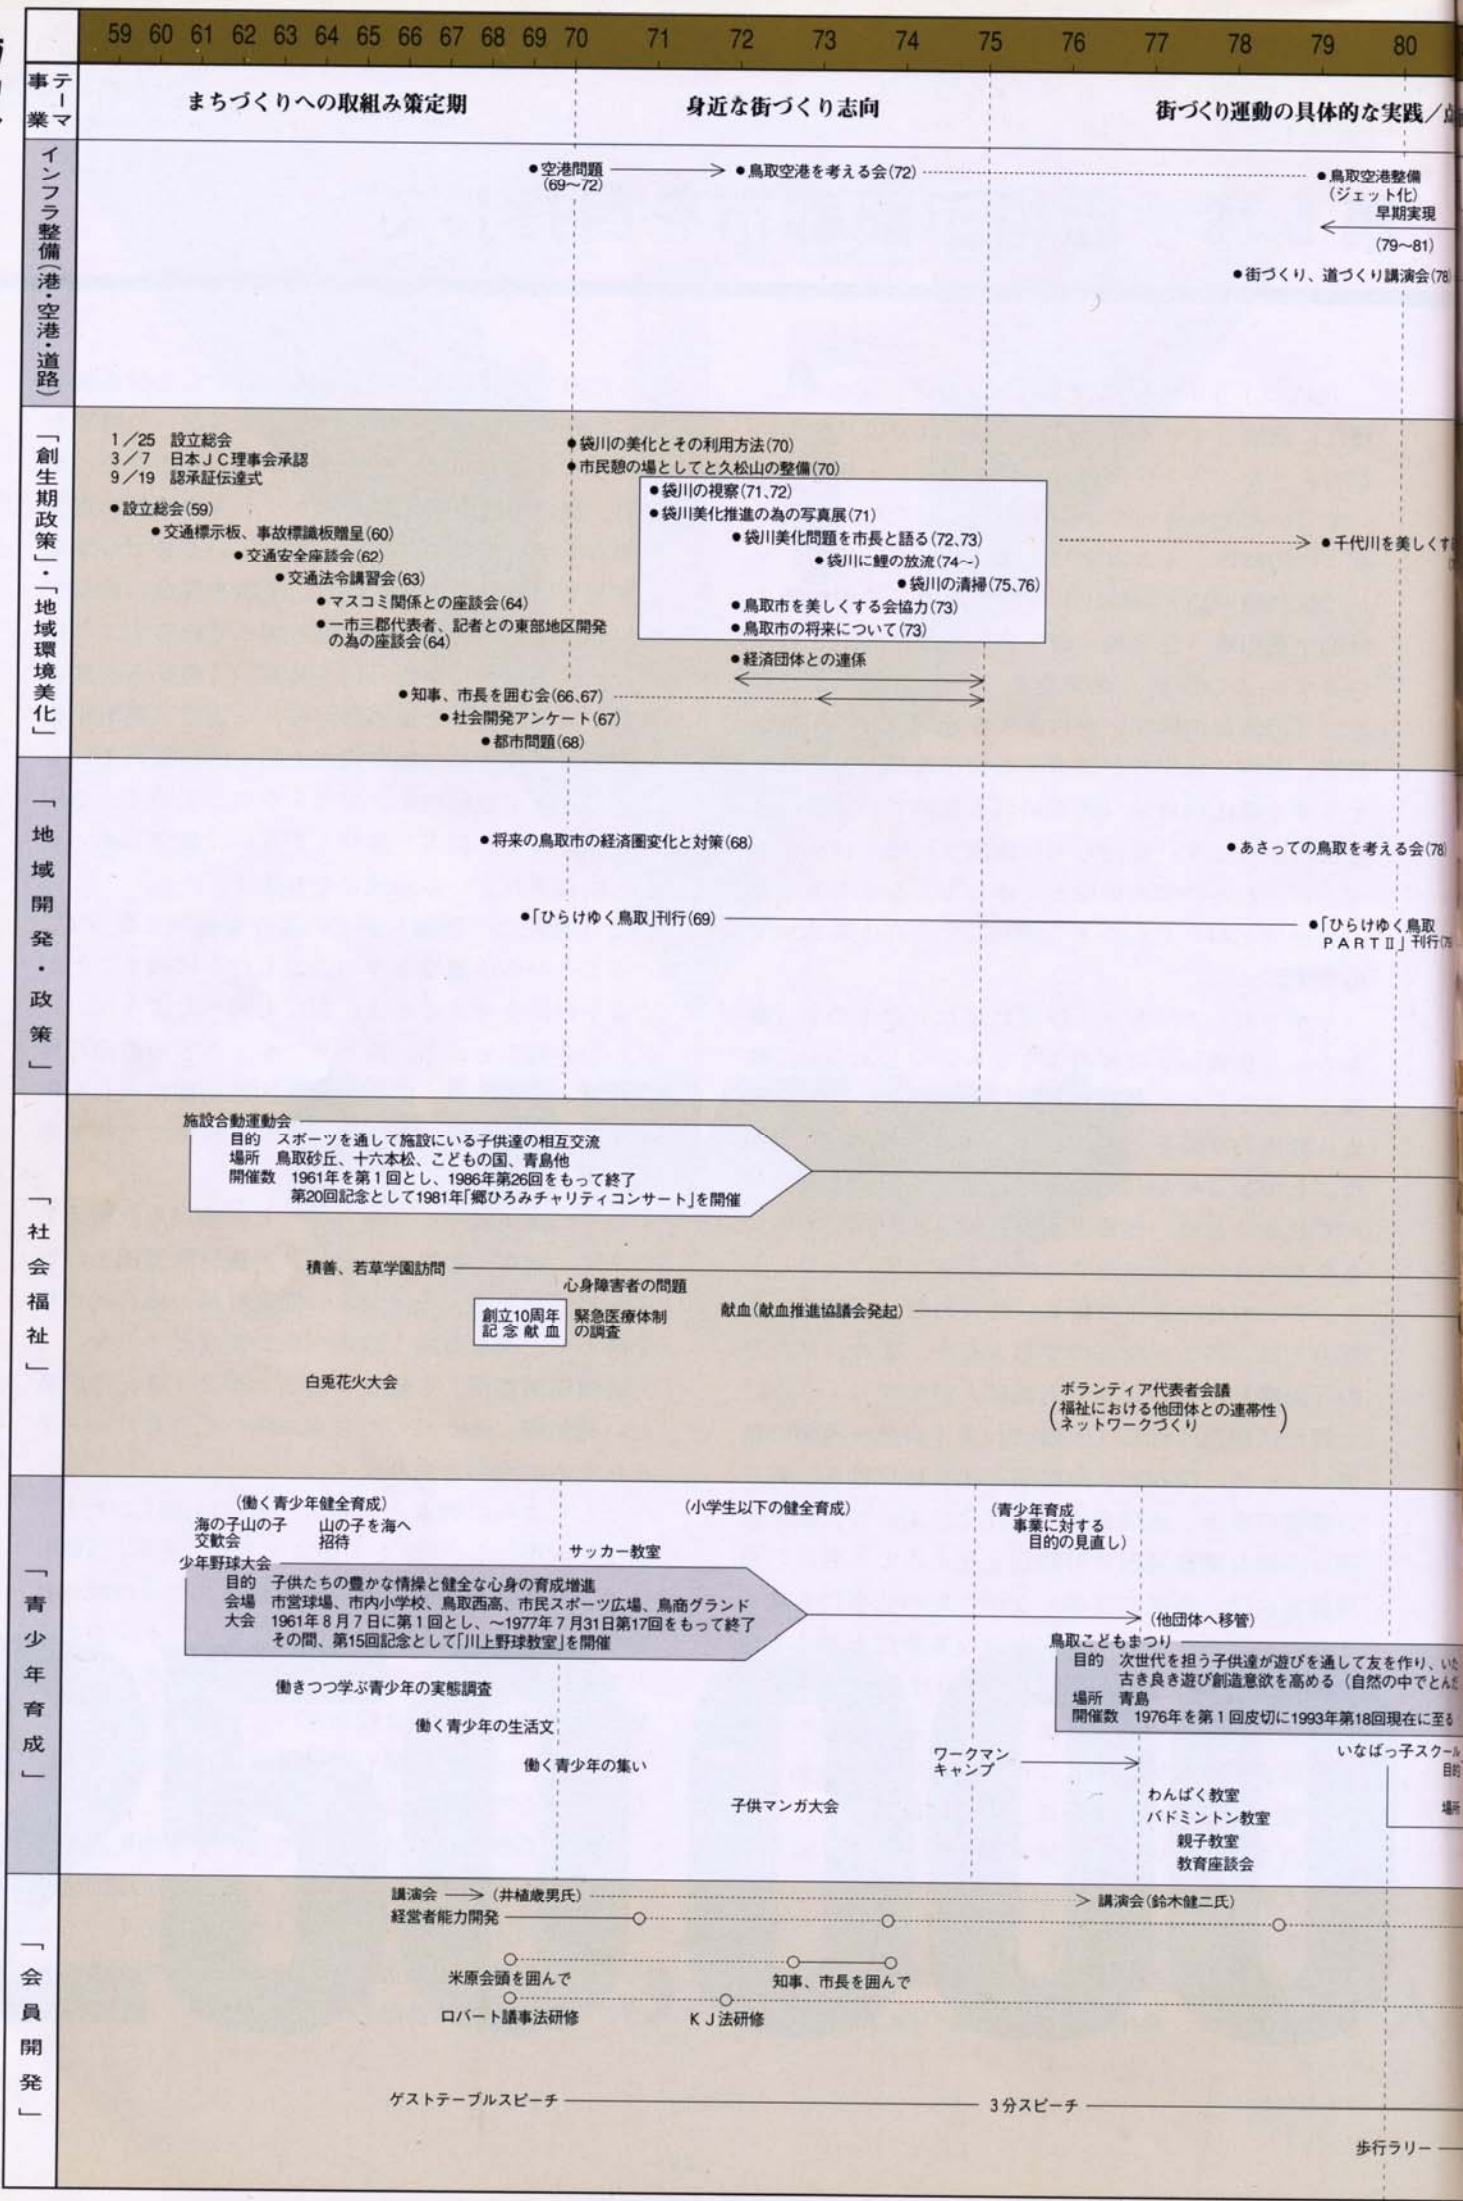 59 60 61 62 63 64 65 66 67 68 69 70 71 72 73 74 75 76 77 78 79 80
テーマ
事業
まちづくりへの取組み策定期
身近な街づくり志向
街づくり運動の具体的な実践／
インフラ整備(港・空港・道路)
●空港問題
(69〜72)
●鳥取空港を考える会(72)
●鳥取空港整備
(ジェット化)
早期実現
(79〜81)
●街づくり、道づくり講演会(78)
「創生期政策」・「地域環境美化」
1／25 設立総会
3／7 日本ＪＣ理事会承認
9／19 認承証伝達式
●設立総会(59)
●交通標示板、事故標識板贈呈(60)
●交通安全座談会(62)
●交通法令講習会(63)
●マスコミ関係との座談会(64)
●一市三郡代表者、記者との東部地区開発
の為の座談会(64)
●知事、市長を囲む会(66､67)
●社会開発アンケート(67)
●都市問題(68)
●袋川の美化とその利用方法(70)
●市民憩の場としてと久松山の整備(70)
●袋川の視察(71､72)
●袋川美化推進の為の写真展(71)
●袋川美化問題を市長と語る(72､73)
●袋川に鯉の放流(74〜)
●袋川の清掃(75､76)
●鳥取市を美しくする会協力(73)
●鳥取市の将来について(73)
●経済団体との連係
●千代川を美しくす
「地域開発・政策」
●将来の鳥取市の経済圏変化と対策(68)
●あさっての鳥取を考える会(78)
●「ひらけゆく鳥取」刊行(69)
●「ひらけゆく鳥取
ＰＡＲＴⅡ」刊行
「社会福祉」
施設合動運動会
目的 スポーツを通して施設にいる子供達の相互交流
場所 鳥取砂丘、十六本松、こどもの国、青島他
開催数 1961年を第１回とし、1986年第26回をもって終了
第20回記念として1981年「郷ひろみチャリティコンサート」を開催
積善、若草学園訪問
心身障害者の問題
創立10周年
記念献血
緊急医療体制
の調査
献血(献血推進協議会発起)
白兎花火大会
ボランティア代表者会議
(福祉における他団体との連帯性
ネットワークづくり)
「青少年育成」
(働く青少年健全育成)
(小学生以下の健全育成)
(青少年育成
事業に対する
目的の見直し)
海の子山の子
交歓会
山の子を海へ
招待
サッカー教室
少年野球大会
目的 子供たちの豊かな情操と健全な心身の育成増進
会場 市営球場、市内小学校、鳥取西高、市民スポーツ広場、鳥商グランド
大会 1961年８月７日に第１回とし、〜1977年７月31日第17回をもって終了
その間、第15回記念として「川上野球教室」を開催
(他団体へ移管)
鳥取こどもまつり
目的 次世代を担う子供達が遊びを通して友を作り、いた
古き良き遊び創造意欲を高める（自然の中でとんだ
場所 青島
開催数 1976年を第１回皮切に1993年第18回現在に至る
働きつつ学ぶ青少年の実態調査
働く青少年の生活文
働く青少年の集い
子供マンガ大会
ワークマン
キャンプ
わんぱく教室
バドミントン教室
親子教室
教育座談会
いなばっ子スクール
目的
場所
「会員開発」
講演会
(井植歳男氏)
講演会(鈴木健二氏)
経営者能力開発
米原会頭を囲んで
知事、市長を囲んで
ロバート議事法研修
ＫＪ法研修
ゲストテーブルスピーチ
３分スピーチ
歩行ラリー